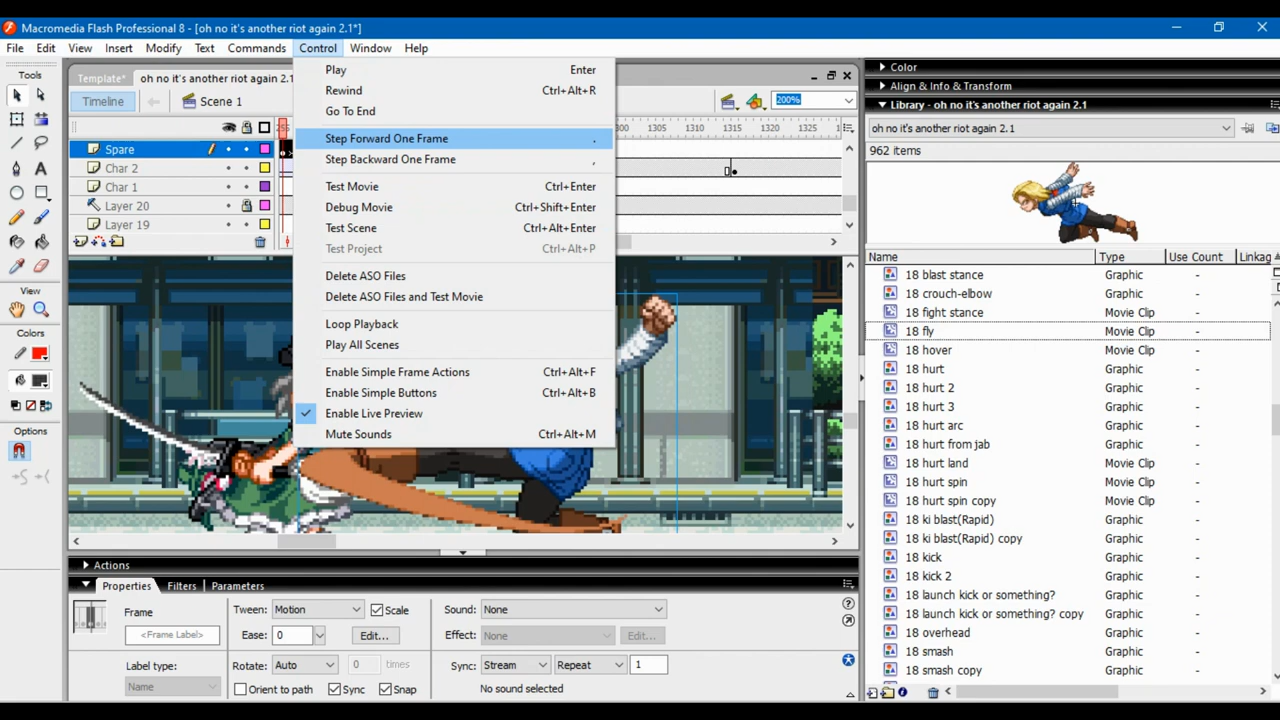 Macromedia Flash Professional 8 - [oh no it's another riot again 2.1*]
File Edit View Insert Modify Text Commands Control Window Help
Tools
View
Colors
Options
Template* oh no it's another riot again 2.1
Timeline Scene 1 200%
1305 1310 1315 1320 1325
Spare
Char 2
Char 1
Layer 20
Layer 19
Play Enter
Rewind Ctrl+Alt+R
Go To End
Step Forward One Frame .
Step Backward One Frame ,
Test Movie Ctrl+Enter
Debug Movie Ctrl+Shift+Enter
Test Scene Ctrl+Alt+Enter
Test Project Ctrl+Alt+P
Delete ASO Files
Delete ASO Files and Test Movie
Loop Playback
Play All Scenes
Enable Simple Frame Actions Ctrl+Alt+F
Enable Simple Buttons Ctrl+Alt+B
Enable Live Preview
Mute Sounds Ctrl+Alt+M
Actions
Properties Filters Parameters
Frame
<Frame Label>
Label type:
Name
Tween: Motion Scale
Ease: 0 Edit...
Rotate: Auto 0 times
Orient to path Sync Snap
Sound: None
Effect: None Edit...
Sync: Stream Repeat 1
No sound selected
Color
Align & Info & Transform
Library - oh no it's another riot again 2.1
oh no it's another riot again 2.1
962 items
Name Type Use Count Linkag
18 blast stance Graphic -
18 crouch-elbow Graphic -
18 fight stance Movie Clip -
18 fly Movie Clip -
18 hover Movie Clip -
18 hurt Graphic -
18 hurt 2 Graphic -
18 hurt 3 Graphic -
18 hurt arc Graphic -
18 hurt from jab Graphic -
18 hurt land Movie Clip -
18 hurt spin Movie Clip -
18 hurt spin copy Movie Clip -
18 ki blast(Rapid) Graphic -
18 ki blast(Rapid) copy Graphic -
18 kick Graphic -
18 kick 2 Graphic -
18 launch kick or something? Graphic -
18 launch kick or something? copy Graphic -
18 overhead Graphic -
18 smash Graphic -
18 smash copy Graphic -